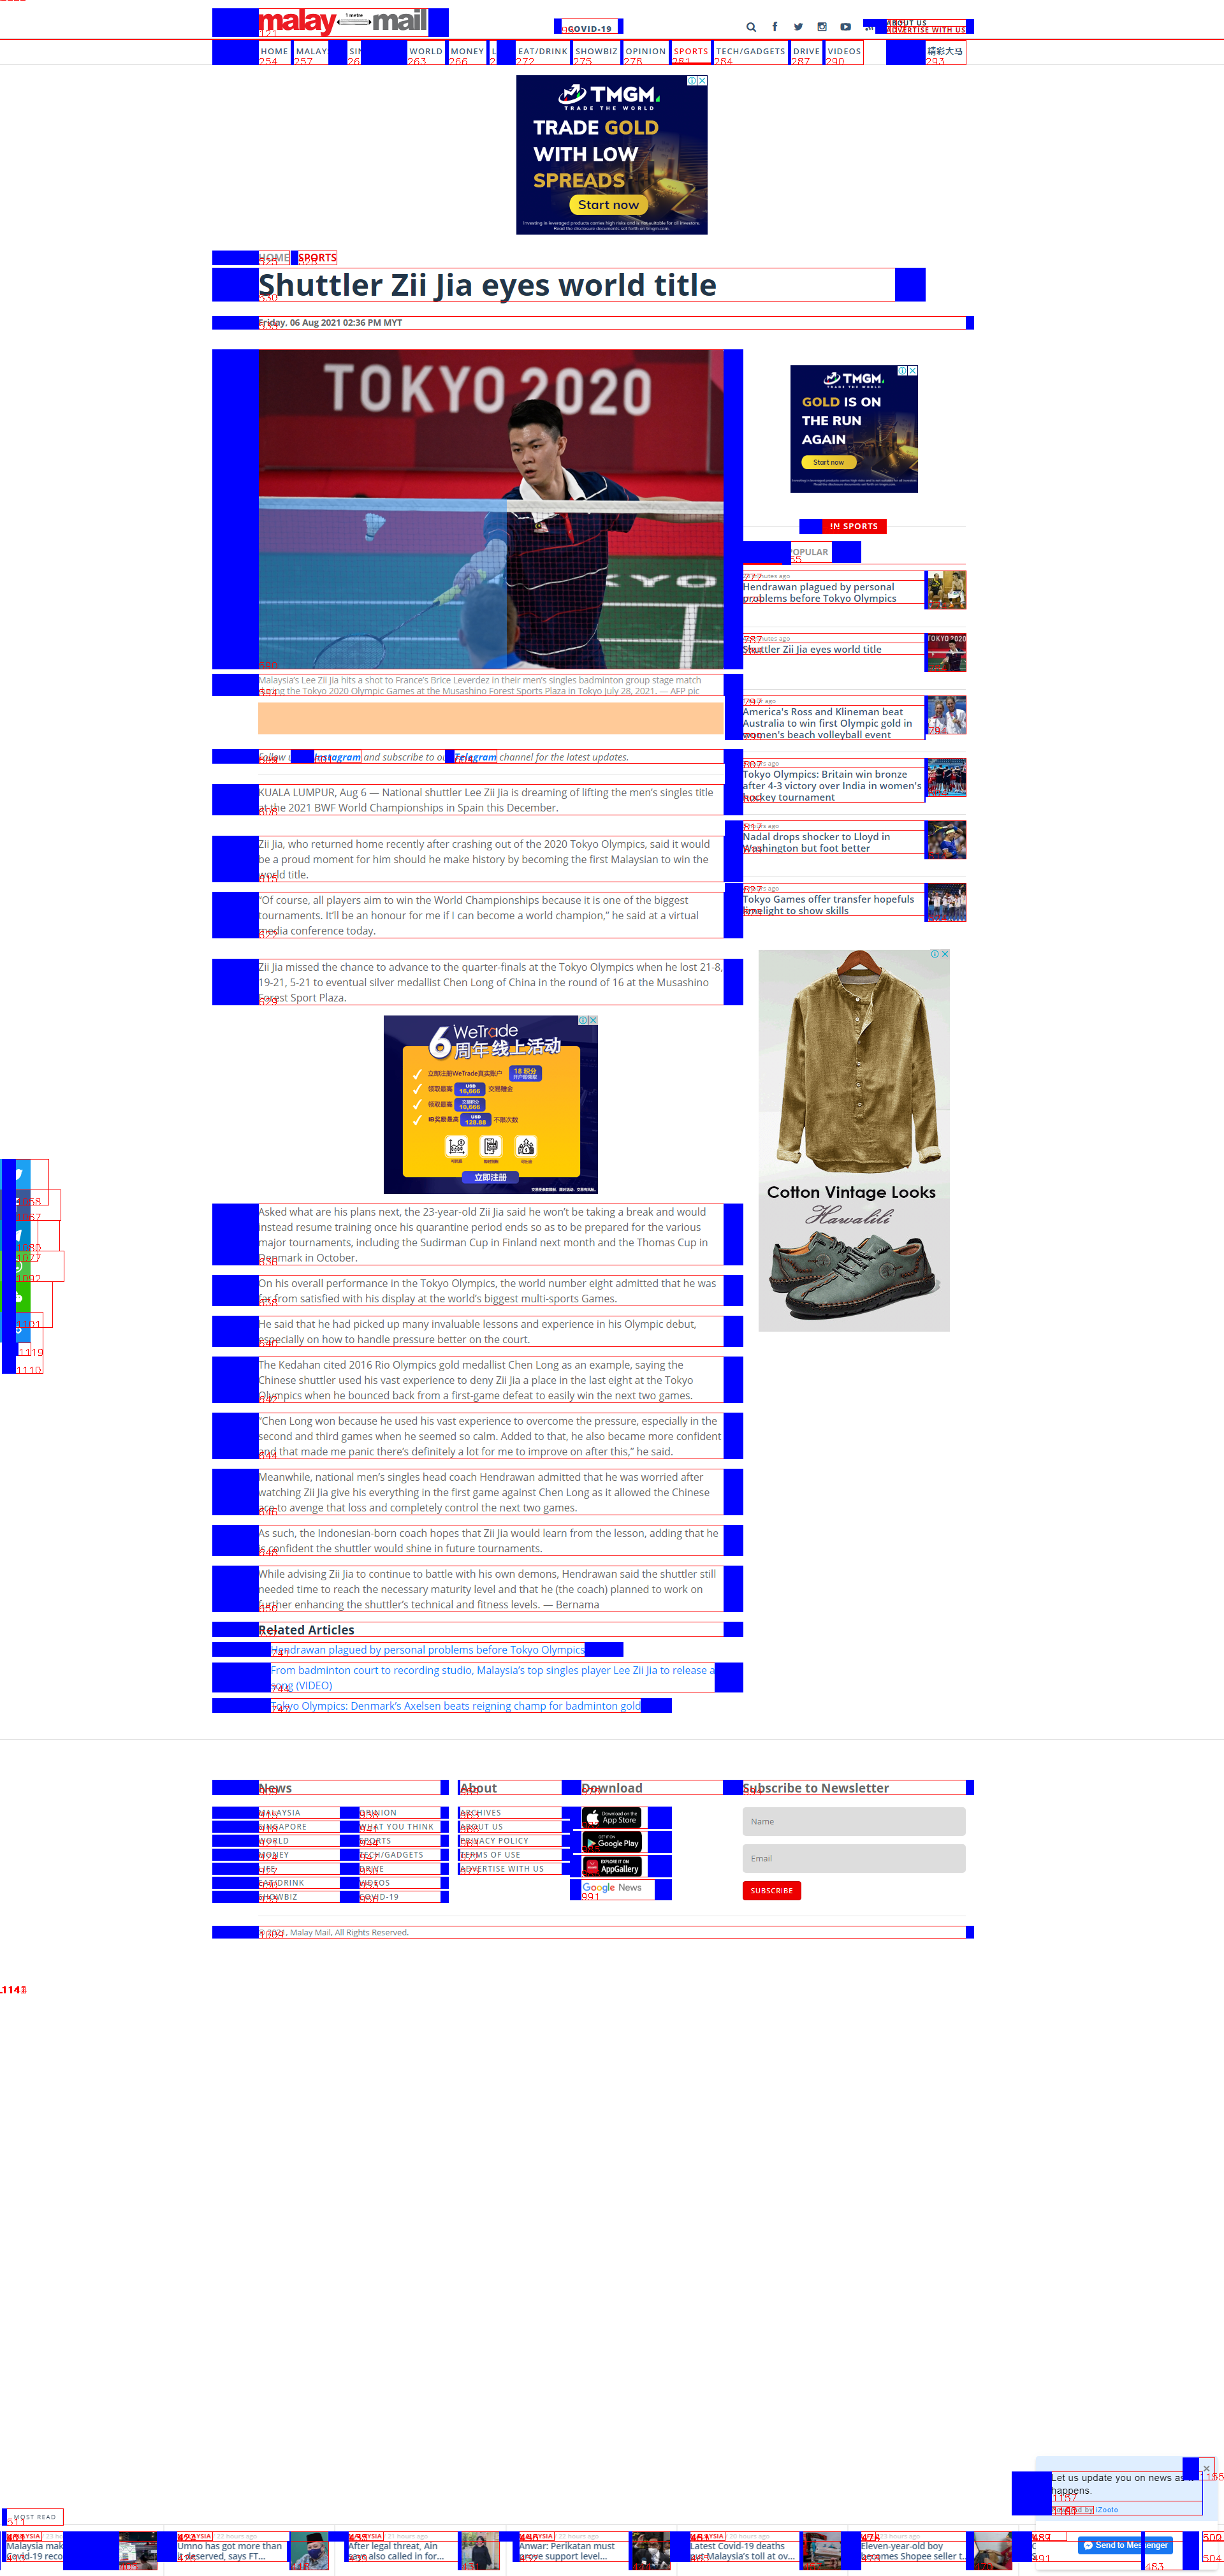 malay mail
1 metre
COVID-19
ADVERTISE WITH US
HOME
WORLD
MONEY
EAT/DRINK
SHOWBIZ
OPINION
SPORTS
TECH/GADGETS
DRIVE
VIDEOS
精彩大马
TMGM
TRADE THE WORLD
TRADE GOLD
WITH LOW
SPREADS
Start now
HOME
SPORTS
Shuttler Zii Jia eyes world title
Friday, 06 Aug 2021 02:36 PM MYT
TOKYO 2020
Malaysia's Lee Zii Jia hits a shot to France's Brice Leverdez in their men's singles badminton group stage match
the Tokyo 2020 Olympic Games at the Musashino Forest Sports Plaza in Tokyo July 28, 2021. — AFP pic
Follow
Instagram and subscribe to our Telegram channel for the latest updates.
KUALA LUMPUR, Aug 6 — National shuttler Lee Zii Jia is dreaming of lifting the men's singles title
at the 2021 BWF World Championships in Spain this December.
Zii Jia, who returned home recently after crashing out of the 2020 Tokyo Olympics, said it would
be a proud moment for him should he make history by becoming the first Malaysian to win the
world title.
“Of course, all players aim to win the World Championships because it is one of the biggest
tournaments. It'll be an honour for me if I can become a world champion,” he said at a virtual
media conference today.
Zii Jia missed the chance to advance to the quarter-finals at the Tokyo Olympics when he lost 21-8,
19-21, 5-21 to eventual silver medallist Chen Long of China in the round of 16 at the Musashino
Forest Sport Plaza.
WeTrade
6周年 线上活动
立即注册WeTrade真实账户
18 积分
立即注册
Asked what are his plans next, the 23-year-old Zii Jia said he won't be taking a break and would
instead resume training once his quarantine period ends so as to be prepared for the various
major tournaments, including the Sudirman Cup in Finland next month and the Thomas Cup in
Denmark in October.
On his overall performance in the Tokyo Olympics, the world number eight admitted that he was
far from satisfied with his display at the world's biggest multi-sports Games.
He said that he had picked up many invaluable lessons and experience in his Olympic debut,
especially on how to handle pressure better on the court.
The Kedahan cited 2016 Rio Olympics gold medallist Chen Long as an example, saying the
Chinese shuttler used his vast experience to deny Zii Jia a place in the last eight at the Tokyo
Olympics when he bounced back from a first-game defeat to easily win the next two games.
“Chen Long won because he used his vast experience to overcome the pressure, especially in the
second and third games when he seemed so calm. Added to that, he also became more confident
and that made me panic there's definitely a lot for me to improve on after this,” he said.
Meanwhile, national men's singles head coach Hendrawan admitted that he was worried after
watching Zii Jia give his everything in the first game against Chen Long as it allowed the Chinese
ace to avenge that loss and completely control the next two games.
As such, the Indonesian-born coach hopes that Zii Jia would learn from the lesson, adding that he
is confident the shuttler would shine in future tournaments.
While advising Zii Jia to continue to battle with his own demons, Hendrawan said the shuttler still
needed time to reach the necessary maturity level and that he (the coach) planned to work on
further enhancing the shuttler's technical and fitness levels. — Bernama
Related Articles
Hendrawan plagued by personal problems before Tokyo Olympics
From badminton court to recording studio, Malaysia's top singles player Lee Zii Jia to release a
song (VIDEO)
Tokyo Olympics: Denmark's Axelsen beats reigning champ for badminton gold
TMGM
GOLD IS ON
THE RUN
AGAIN
Start now
IN SPORTS
Hendrawan plagued by personal
problems before Tokyo Olympics
Shuttler Zii Jia eyes world title
America's Ross and Klineman beat
Australia to win first Olympic gold in
women's beach volleyball event
Tokyo Olympics: Britain win bronze
after 4-3 victory over India in women's
hockey tournament
Nadal drops shocker to Lloyd in
Washington but foot better
Tokyo Games offer transfer hopefuls
limelight to show skills
Cotton Vintage Looks
Hawalili
News
MALAYSIA
SINGAPORE
WORLD
MONEY
EAT/DRINK
SHOWBIZ
OPINION
WHAT YOU THINK
SPORTS
TECH/GADGETS
DRIVE
VIDEOS
COVID-19
About
ARCHIVES
ABOUT US
PRIVACY POLICY
TERMS OF USE
ADVERTISE WITH US
Download
Download on the
App Store
GET IT ON
Google Play
EXPLORE IT ON
AppGallery
Google News
Subscribe to Newsletter
Name
Email
SUBSCRIBE
© 2021, Malay Mail, All Rights Reserved.
Let us update you on news as it
happens.
iZooto
MOST READ
Umno has got more than
it deserved, says FT...
After legal threat, Ain
Anwar: Perikatan must
prove support level...
Latest Covid-19 deaths
Malaysia's toll at ov...
Eleven-year-old boy
becomes Shopee seller t...
Send to Messenger